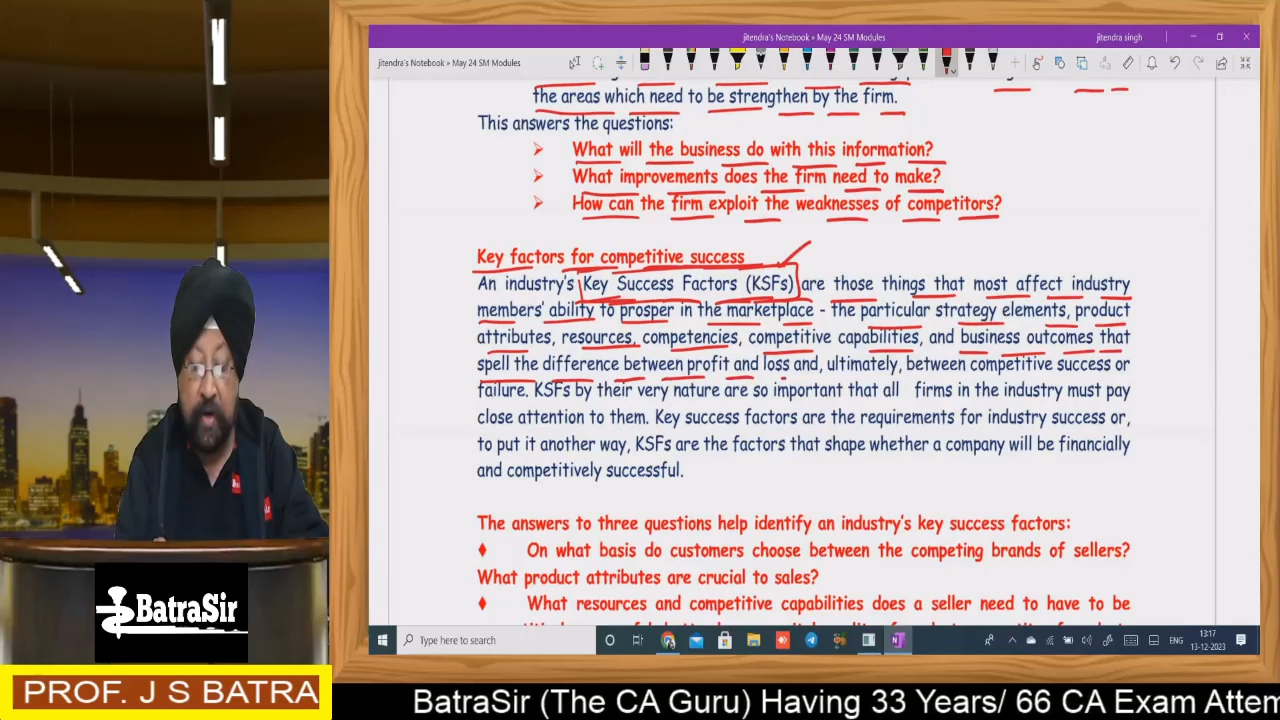 jitendra's Notebook » May 24 SM Modules
jitendra singh
jitendra's Notebook » May 24 SM Modules
the areas which need to be strengthen by the firm.
This answers the questions:
What will the business do with this information?
What improvements does the firm need to make?
How can the firm exploit the weaknesses of competitors?
Key factors for competitive success
An industry's Key Success Factors (KSFs) are those things that most affect industry
members' ability to prosper in the marketplace - the particular strategy elements, product
attributes, resources, competencies, competitive capabilities, and business outcomes that
spell the difference between profit and loss and, ultimately, between competitive success or
failure. KSFs by their very nature are so important that all firms in the industry must pay
close attention to them. Key success factors are the requirements for industry success or,
to put it another way, KSFs are the factors that shape whether a company will be financially
and competitively successful.
The answers to three questions help identify an industry's key success factors:
On what basis do customers choose between the competing brands of sellers?
What product attributes are crucial to sales?
What resources and competitive capabilities does a seller need to have to be
Type here to search
ENG
13:17
13-12-2023
BatraSir
PROF. J S BATRA
BatraSir (The CA Guru) Having 33 Years/ 66 CA Exam Attem